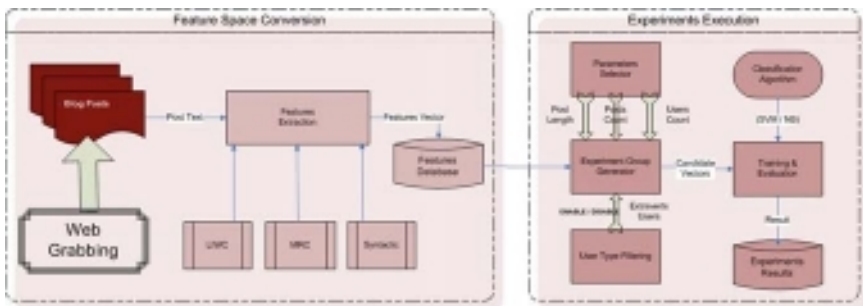 Feature Space Conversion
Experiments Execution
Blog Posts
Post Text
Features
Extraction
Features Vector
Features
Database
Web
Grabbing
LIWC
MRC
Syntactic
Parameters
Selector
Post
Length
Posts
Count
Users
Count
Experiment Group
Generator
Candidate
Vectors
Extroverts
Users
User Type Filtering
Classification
Algorithm
(SVM / NB)
Training &
Evaluation
Result
Experiments
Results